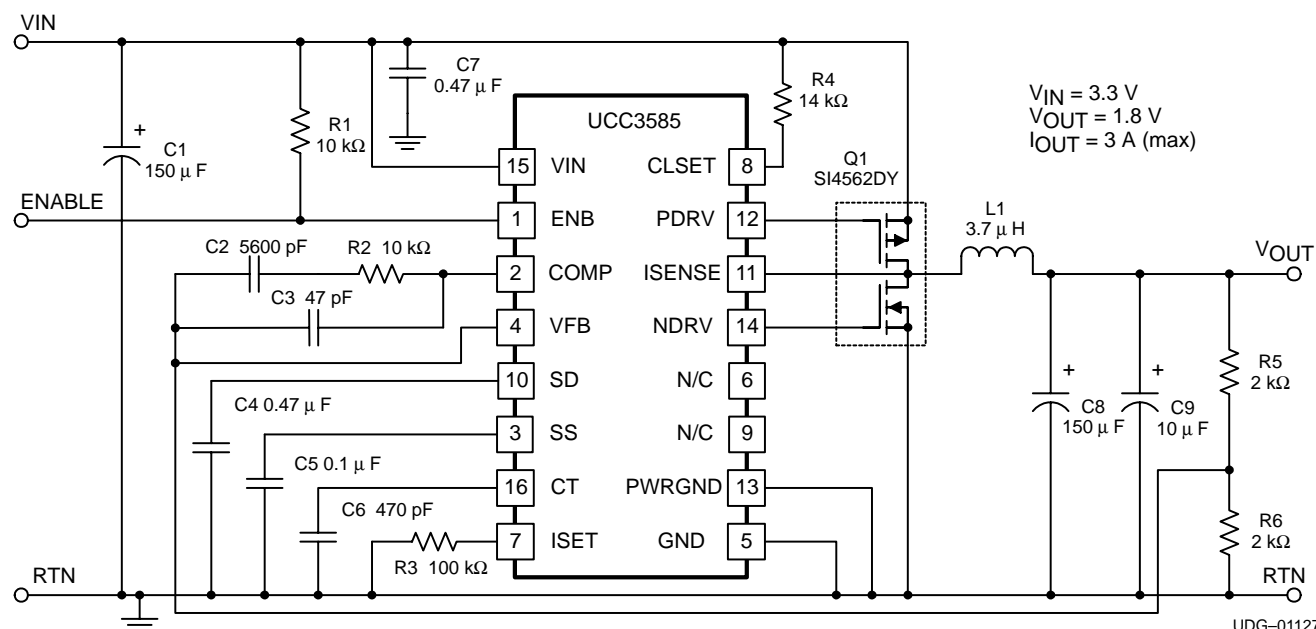 VIN
C7
0.47 μ F
R4
14 kΩ
VIN = 3.3 V
VOUT = 1.8 V
IOUT = 3 A (max)
UCC3585
R1
10 kΩ
+
C1
150 μ F
15 VIN CLSET 8
Q1
SI4562DY
ENABLE
1 ENB PDRV 12
L1
3.7 μ H
C2 5600 pF
R2 10 kΩ
2 COMP ISENSE 11
VOUT
C3 47 pF
4 VFB NDRV 14
10 SD N/C 6
+
C8
150 μ F
+
C9
10 μ F
R5
2 kΩ
C4 0.47 μ F
3 SS N/C 9
C5 0.1 μ F
16 CT PWRGND 13
C6 470 pF
7 ISET GND 5
R3 100 kΩ
R6
2 kΩ
RTN
RTN
UDG–01127